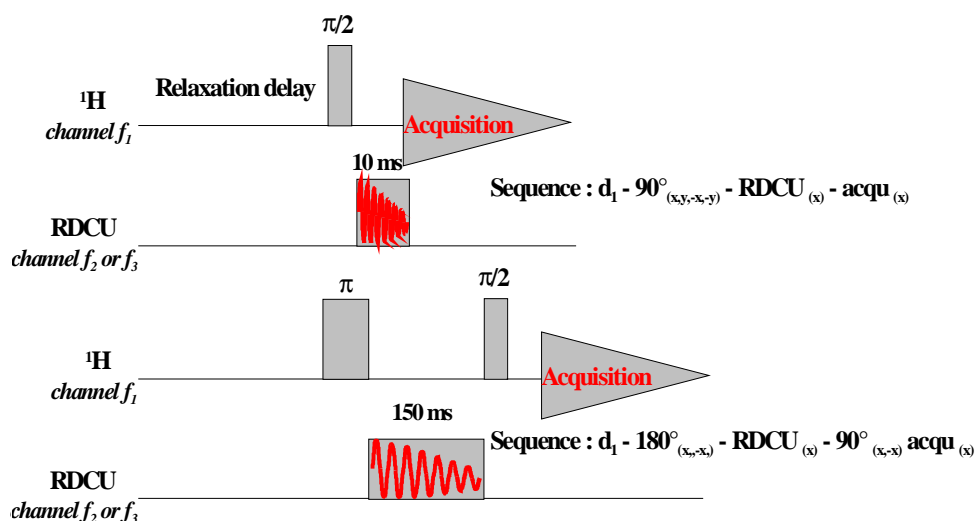 π/2
Relaxation delay
¹H
channel f₁
Acquisition
10 ms
Sequence : d₁ - 90°₍ₓ,y,-ₓ,-y₎ - RDCU ₍ₓ₎ - acqu ₍ₓ₎
RDCU
channel f₂ or f₃
π
π/2
¹H
channel f₁
Acquisition
150 ms
Sequence : d₁ - 180°₍ₓ,,-ₓ,₎ - RDCU ₍ₓ₎ - 90° ₍ₓ,-ₓ₎ acqu ₍ₓ₎
RDCU
channel f₂ or f₃